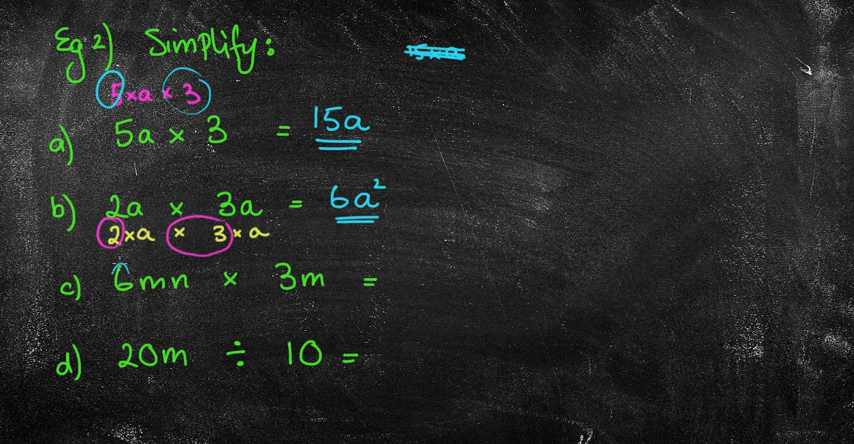 Eg 2) Simplify:
5 × a × 3
a) 5a × 3 = 15a
b) 2a × 3a = 6a²
2 × a × 3 × a
c) 6mn × 3m =
d) 20m ÷ 10 =